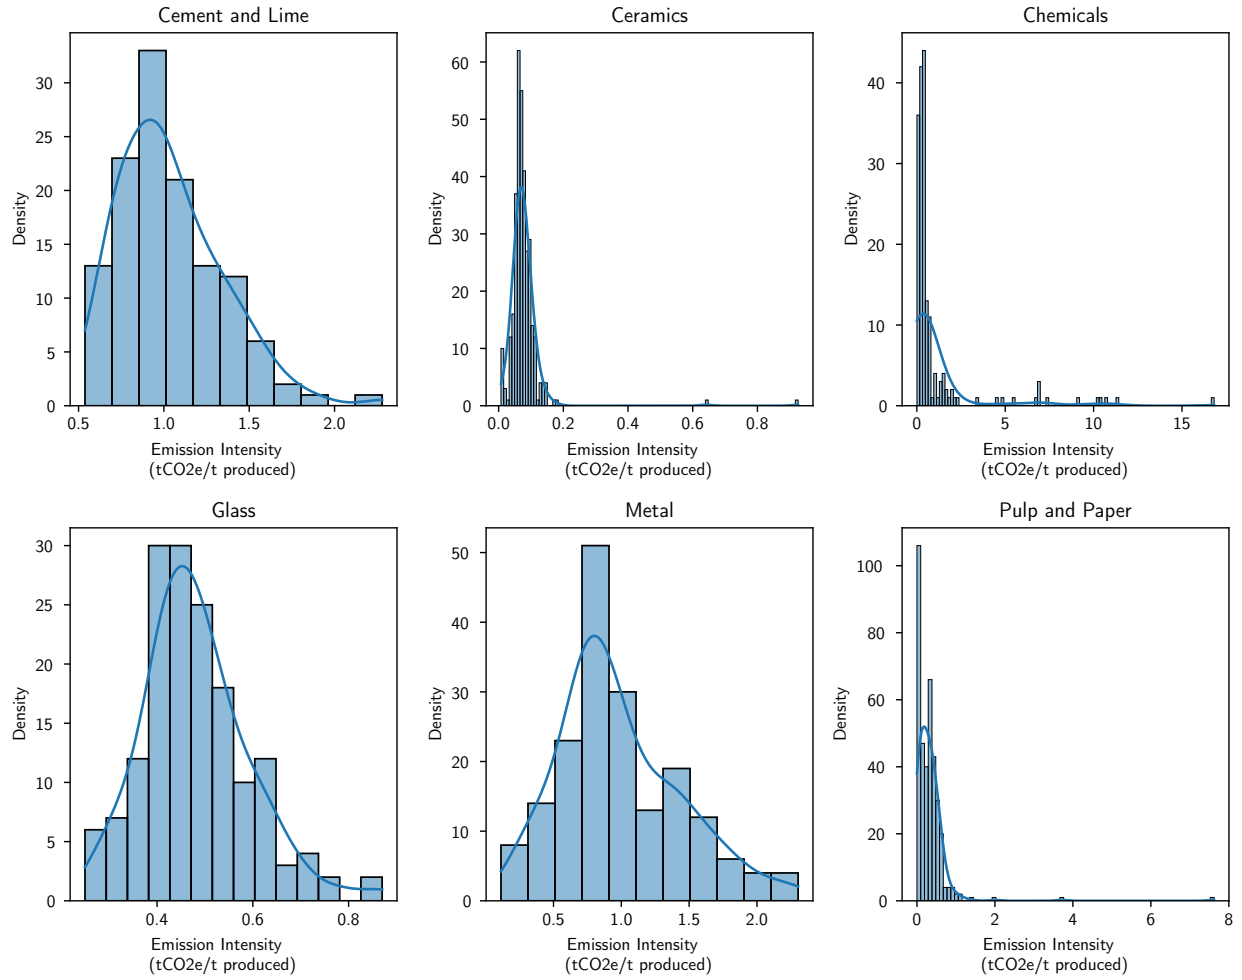 Cement and Lime
Density
0
5
10
15
20
25
30
0.5
1.0
1.5
2.0
Emission Intensity
(tCO2e/t produced)
Ceramics
Density
0
10
20
30
40
50
60
0.0
0.2
0.4
0.6
0.8
Emission Intensity
(tCO2e/t produced)
Chemicals
Density
0
10
20
30
40
0
5
10
15
Emission Intensity
(tCO2e/t produced)
Glass
Density
0
5
10
15
20
25
30
0.4
0.6
0.8
Emission Intensity
(tCO2e/t produced)
Metal
Density
0
10
20
30
40
50
0.5
1.0
1.5
2.0
Emission Intensity
(tCO2e/t produced)
Pulp and Paper
Density
0
20
40
60
80
100
0
2
4
6
8
Emission Intensity
(tCO2e/t produced)